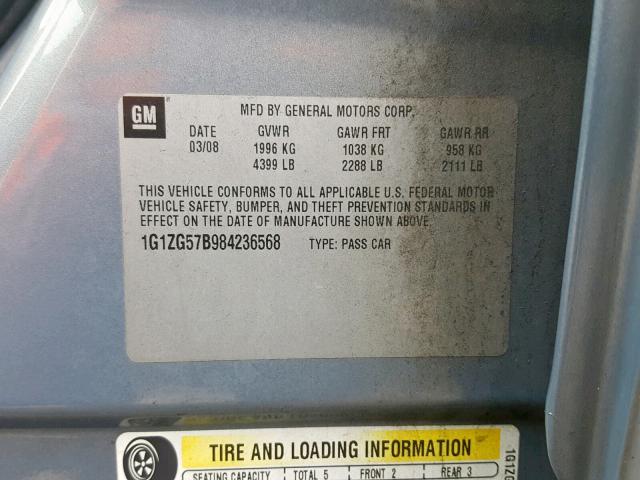 GM
MFD BY GENERAL MOTORS CORP.
DATE GVWR GAWR FRT GAWR RR
03/08 1996 KG 1038 KG 958 KG
4399 LB 2288 LB 2111 LB
THIS VEHICLE CONFORMS TO ALL APPLICABLE U.S. FEDERAL MOTOR
VEHICLE SAFETY, BUMPER, AND THEFT PREVENTION STANDARDS IN
EFFECT ON THE DATE OF MANUFACTURE SHOWN ABOVE.
1G1ZG57B984236568 TYPE: PASS CAR
TIRE AND LOADING INFORMATION
SEATING CAPACITY TOTAL 5 FRONT 2 REAR 3
1G1ZG